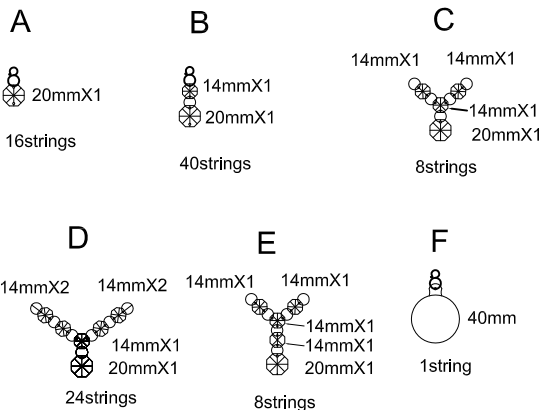 A
20mmX1
16strings
B
14mmX1
20mmX1
40strings
C
14mmX1 14mmX1
14mmX1
20mmX1
8strings
D
14mmX2 14mmX2
14mmX1
20mmX1
24strings
E
14mmX1 14mmX1
14mmX1
14mmX1
20mmX1
8strings
F
40mm
1string